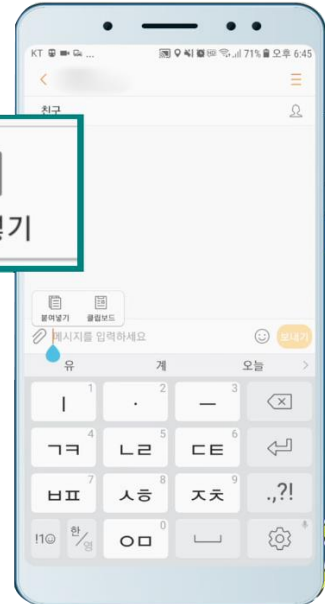 KT ... 71% 오후 6:45
친구
넣기
붙여넣기 클립보드
메시지를 입력하세요 보내기
유 계 오늘
ㅣ 1 · 2 ㅡ 3
ㄱㅋ 4 ㄴㄹ 5 ㄷㅌ 6
ㅂㅍ 7 ㅅㅎ 8 ㅈㅊ 9 .,?!
!1☺ 한/영 ㅇㅁ 0